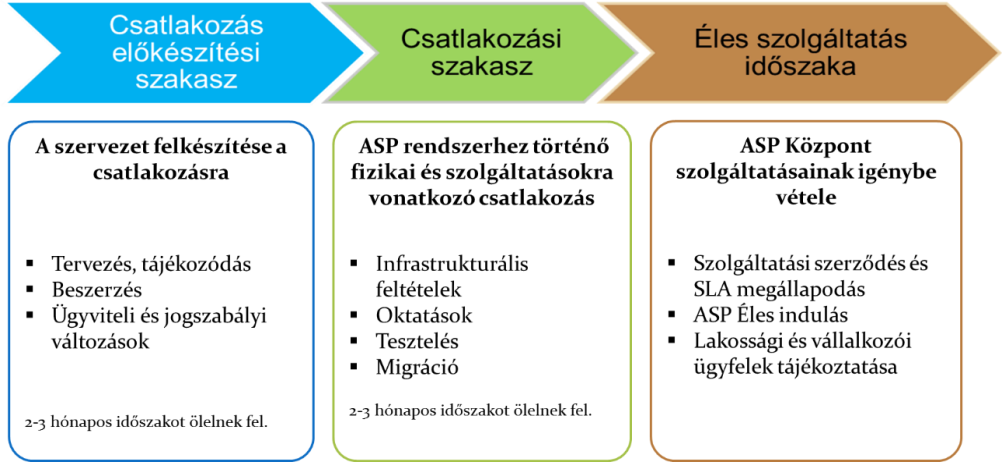 Csatlakozás
előkészítési
szakasz
Csatlakozási
szakasz
Éles szolgáltatás
időszaka
A szervezet felkészítése a
csatlakozásra
▪ Tervezés, tájékozódás
▪ Beszerzés
▪ Ügyviteli és jogszabályi
változások
2-3 hónapos időszakot ölelnek fel.
ASP rendszerhez történő
fizikai és szolgáltatásokra
vonatkozó csatlakozás
▪ Infrastrukturális
feltételek
▪ Oktatások
▪ Tesztelés
▪ Migráció
2-3 hónapos időszakot ölelnek fel.
ASP Központ
szolgáltatásainak igénybe
vétele
▪ Szolgáltatási szerződés és
SLA megállapodás
▪ ASP Éles indulás
▪ Lakossági és vállalkozói
ügyfelek tájékoztatása